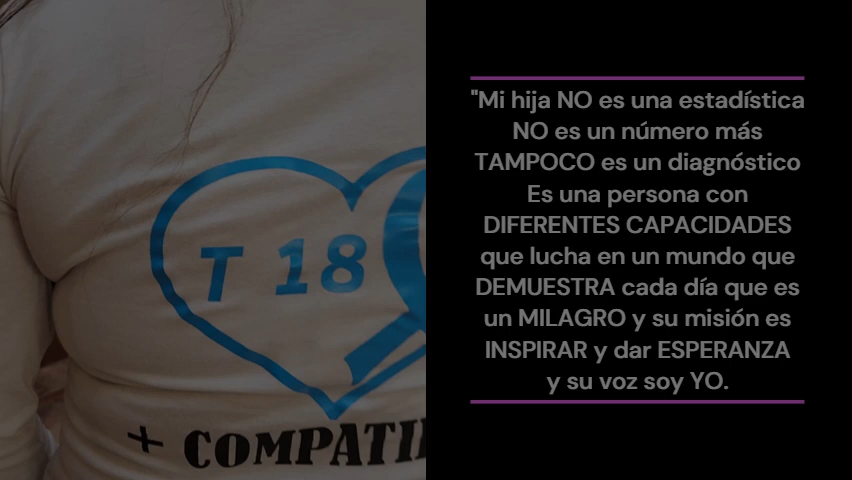 T 18
+ COMPATI
"Mi hija NO es una estadística
NO es un número más
TAMPOCO es un diagnóstico
Es una persona con
DIFERENTES CAPACIDADES
que lucha en un mundo que
DEMUESTRA cada día que es
un MILAGRO y su misión es
INSPIRAR y dar ESPERANZA
y su voz soy YO.